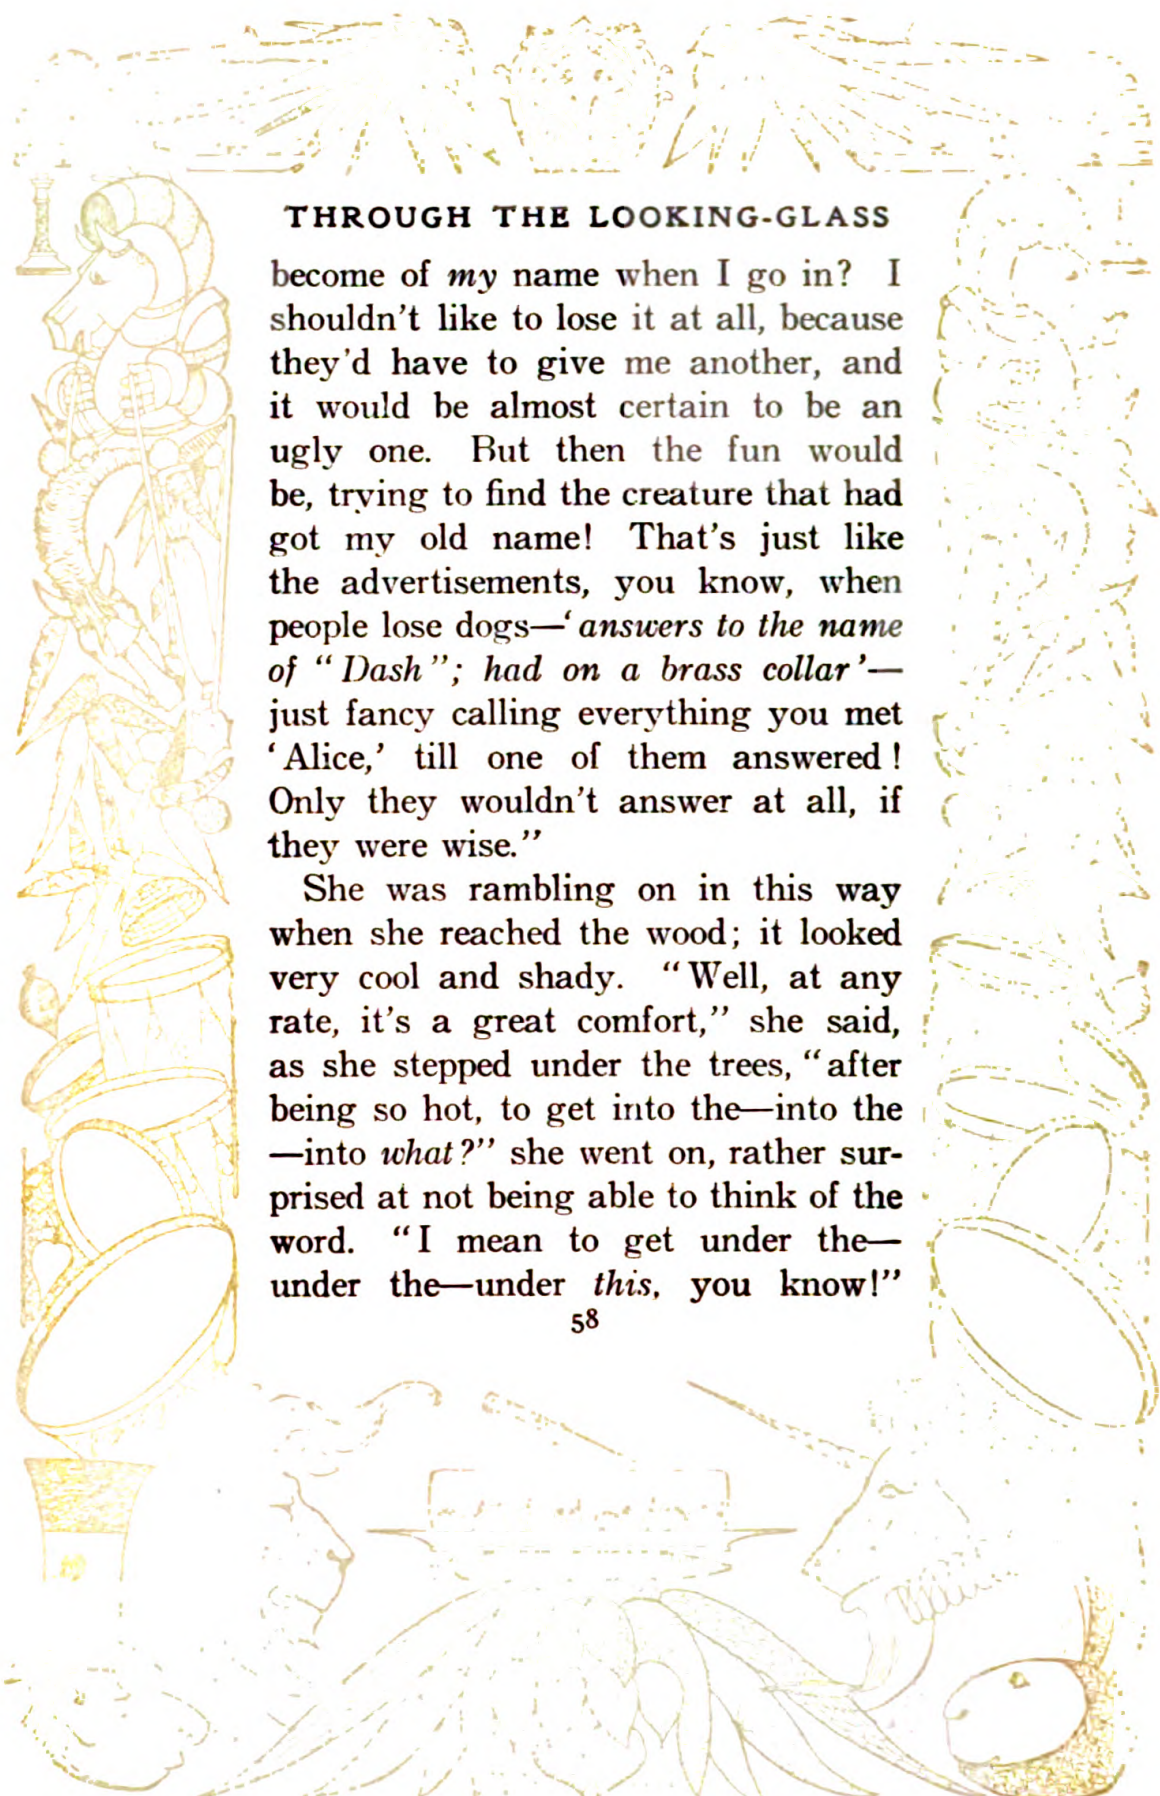 THROUGH THE LOOKING-GLASS
become of my name when I go in? I
shouldn't like to lose it at all, because
they'd have to give me another, and
it would be almost certain to be an
ugly one. But then the fun would
be, trying to find the creature that had
got my old name! That's just like
the advertisements, you know, when
people lose dogs—‘answers to the name
of “Dash”; had on a brass collar’—
just fancy calling everything you met
‘Alice,’ till one of them answered!
Only they wouldn't answer at all, if
they were wise.”
She was rambling on in this way
when she reached the wood; it looked
very cool and shady. “Well, at any
rate, it's a great comfort,” she said,
as she stepped under the trees, “after
being so hot, to get into the—into the
—into what?” she went on, rather sur-
prised at not being able to think of the
word. “I mean to get under the—
under the—under this, you know!”
58